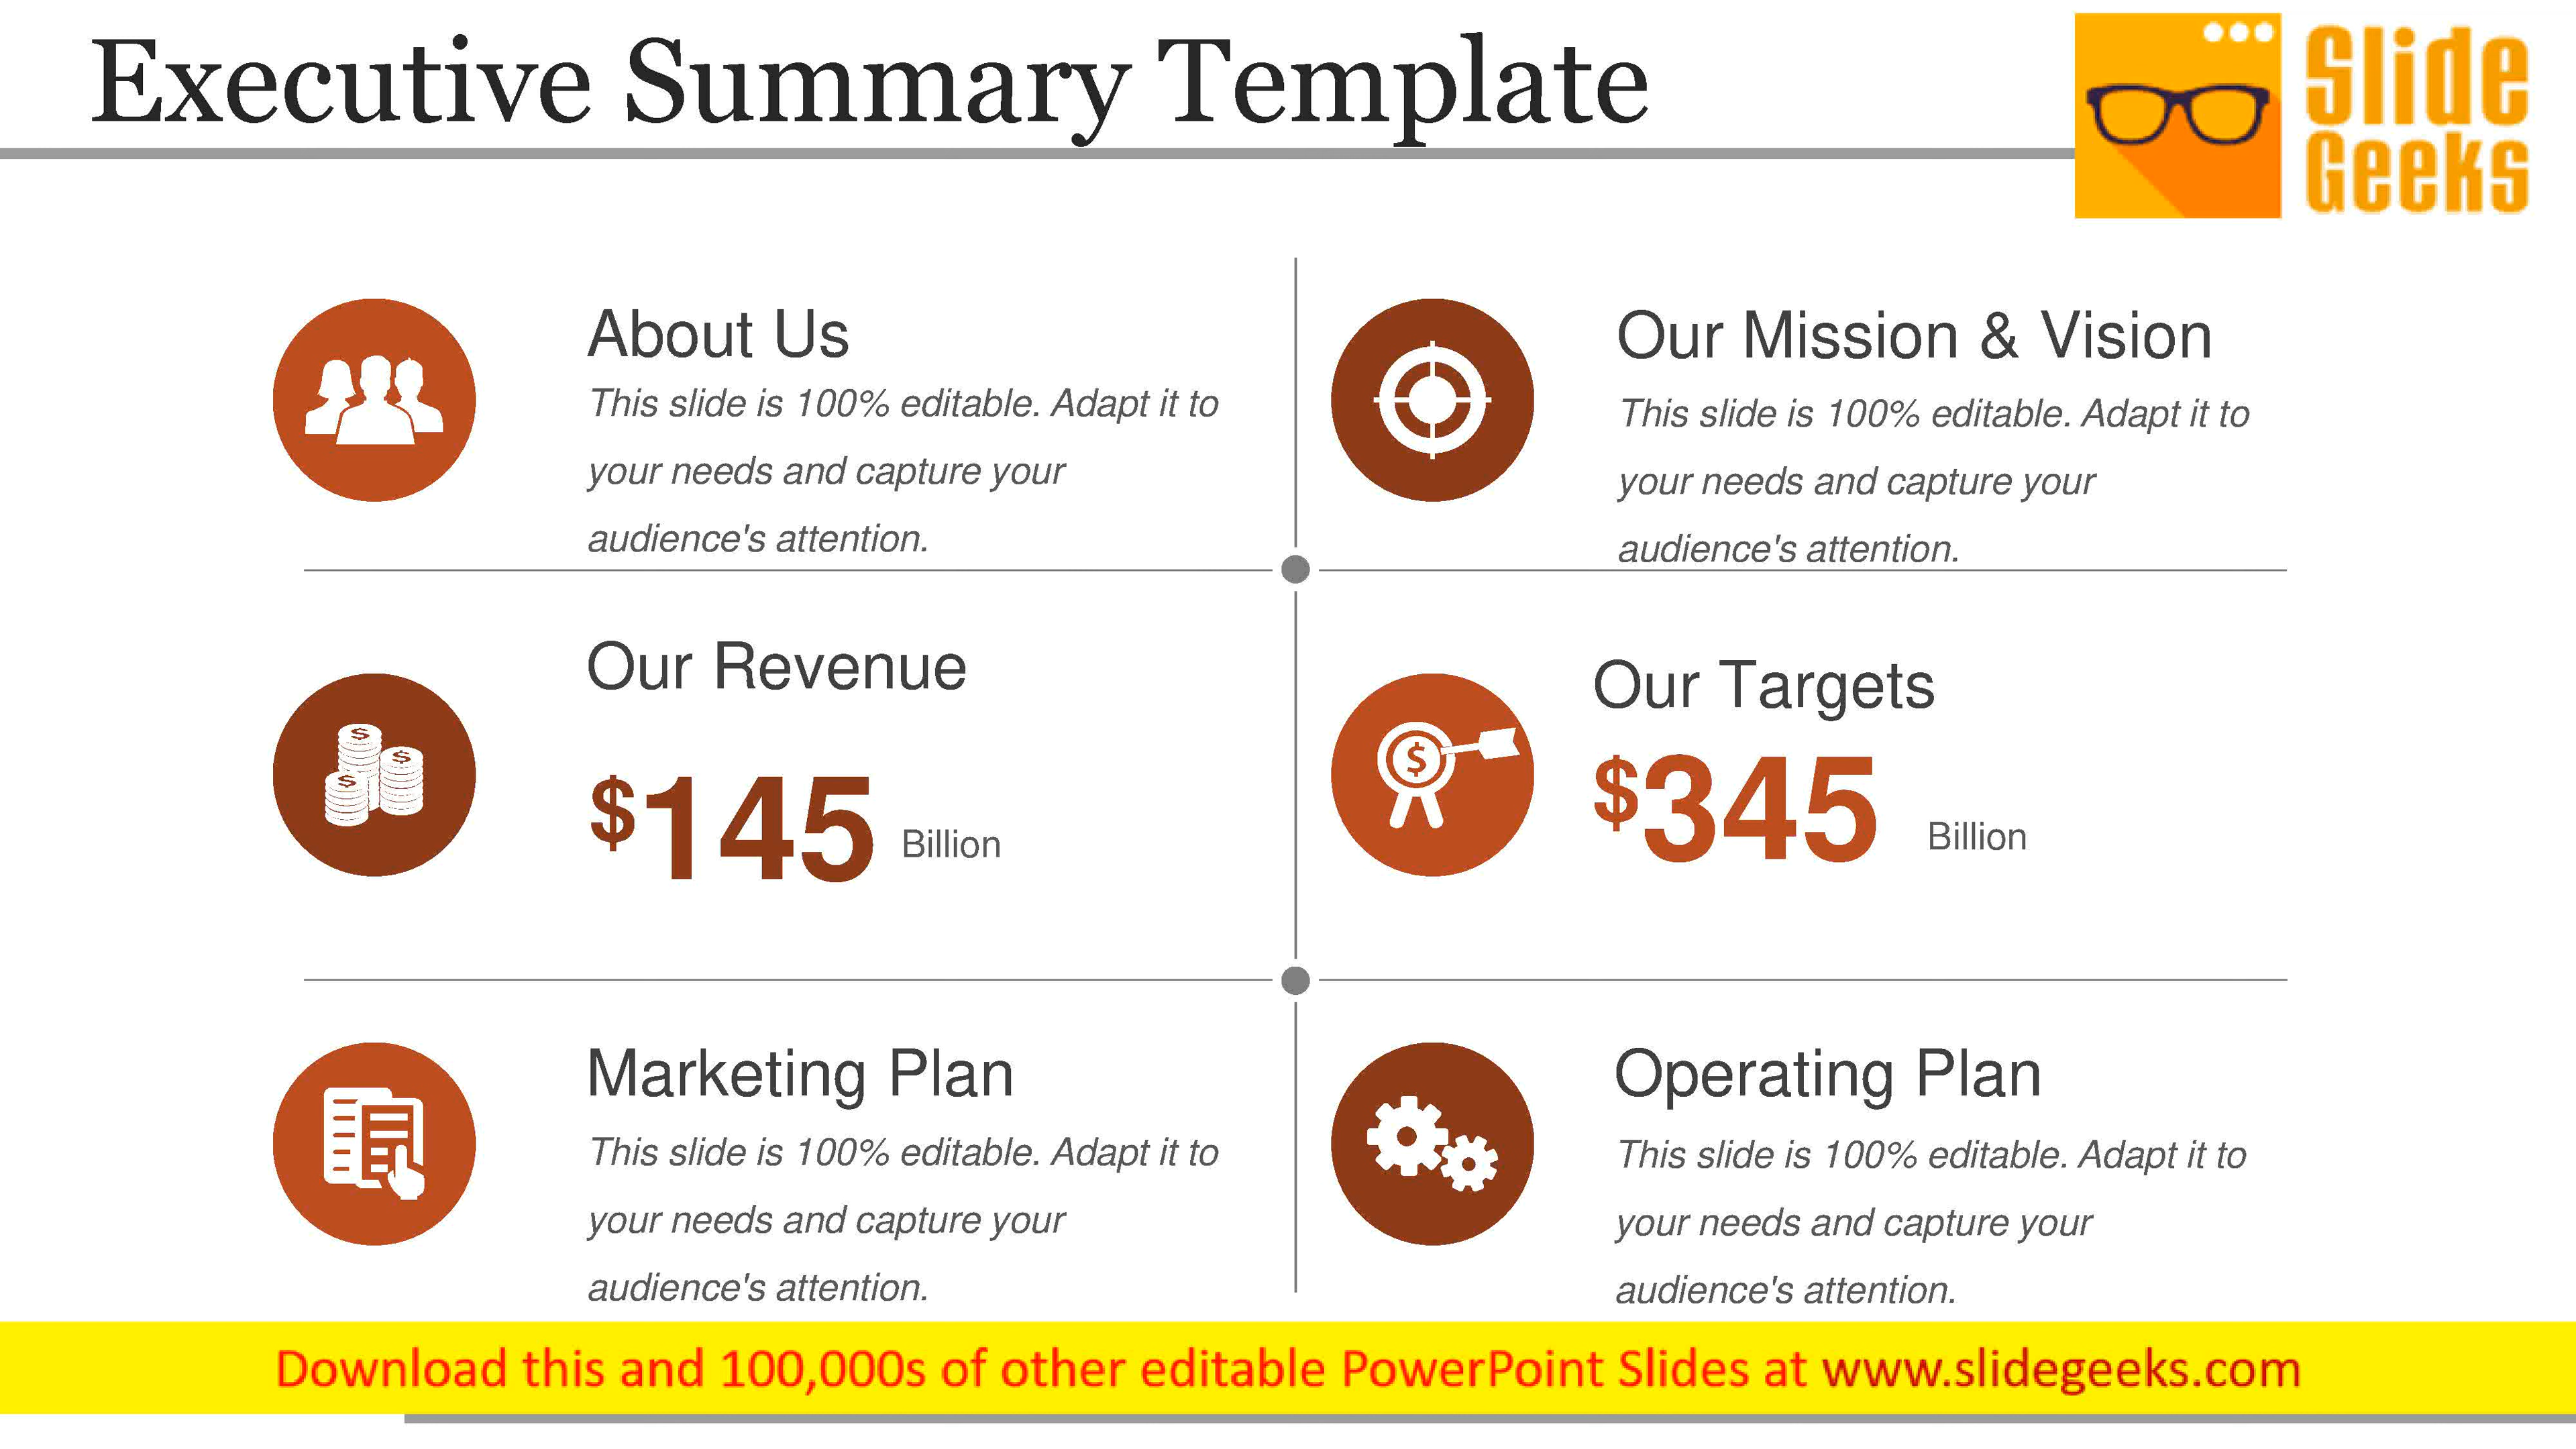 Executive Summary Template
Slide
Geeks
About Us
This slide is 100% editable. Adapt it to
your needs and capture your
audience's attention.
Our Mission & Vision
This slide is 100% editable. Adapt it to
your needs and capture your
audience's attention.
Our Revenue
$145 Billion
Our Targets
$345 Billion
Marketing Plan
This slide is 100% editable. Adapt it to
your needs and capture your
audience's attention.
Operating Plan
This slide is 100% editable. Adapt it to
your needs and capture your
audience's attention.
Download this and 100,000s of other editable PowerPoint Slides at www.slidegeeks.com